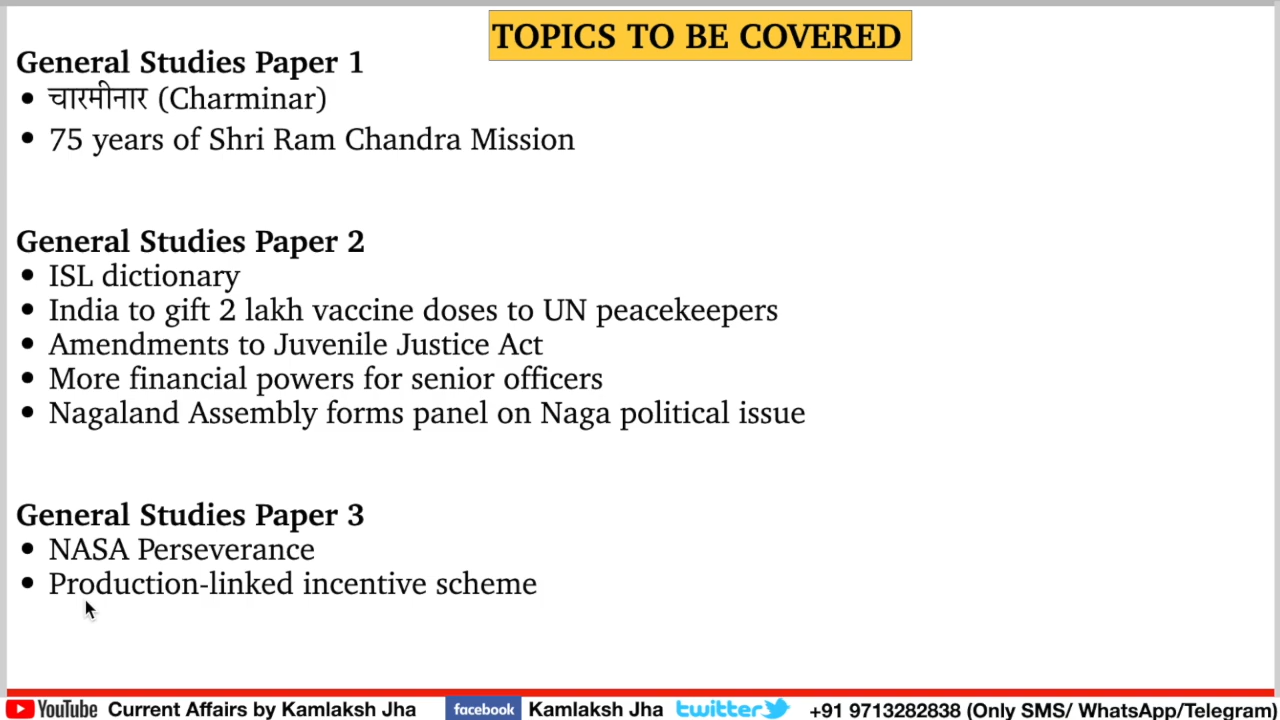 TOPICS TO BE COVERED
General Studies Paper 1
• चारमीनार (Charminar)
• 75 years of Shri Ram Chandra Mission
General Studies Paper 2
• ISL dictionary
• India to gift 2 lakh vaccine doses to UN peacekeepers
• Amendments to Juvenile Justice Act
• More financial powers for senior officers
• Nagaland Assembly forms panel on Naga political issue
General Studies Paper 3
• NASA Perseverance
• Production-linked incentive scheme
YouTube Current Affairs by Kamlaksh Jha facebook Kamlaksh Jha twitter +91 9713282838 (Only SMS/ WhatsApp/Telegram)